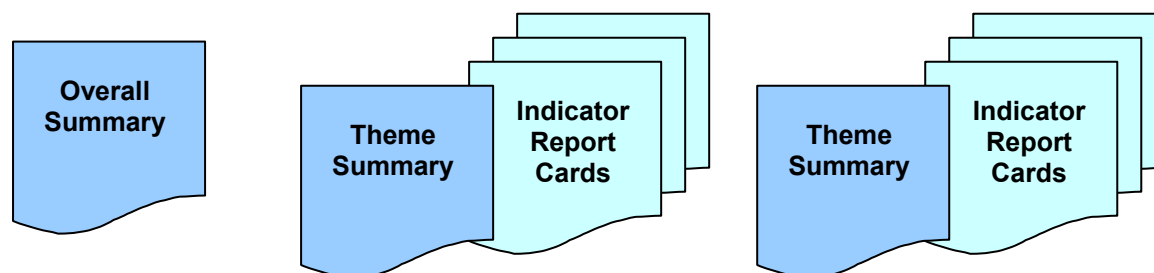 Overall
Summary
Theme
Summary
Indicator
Report
Cards
Theme
Summary
Indicator
Report
Cards